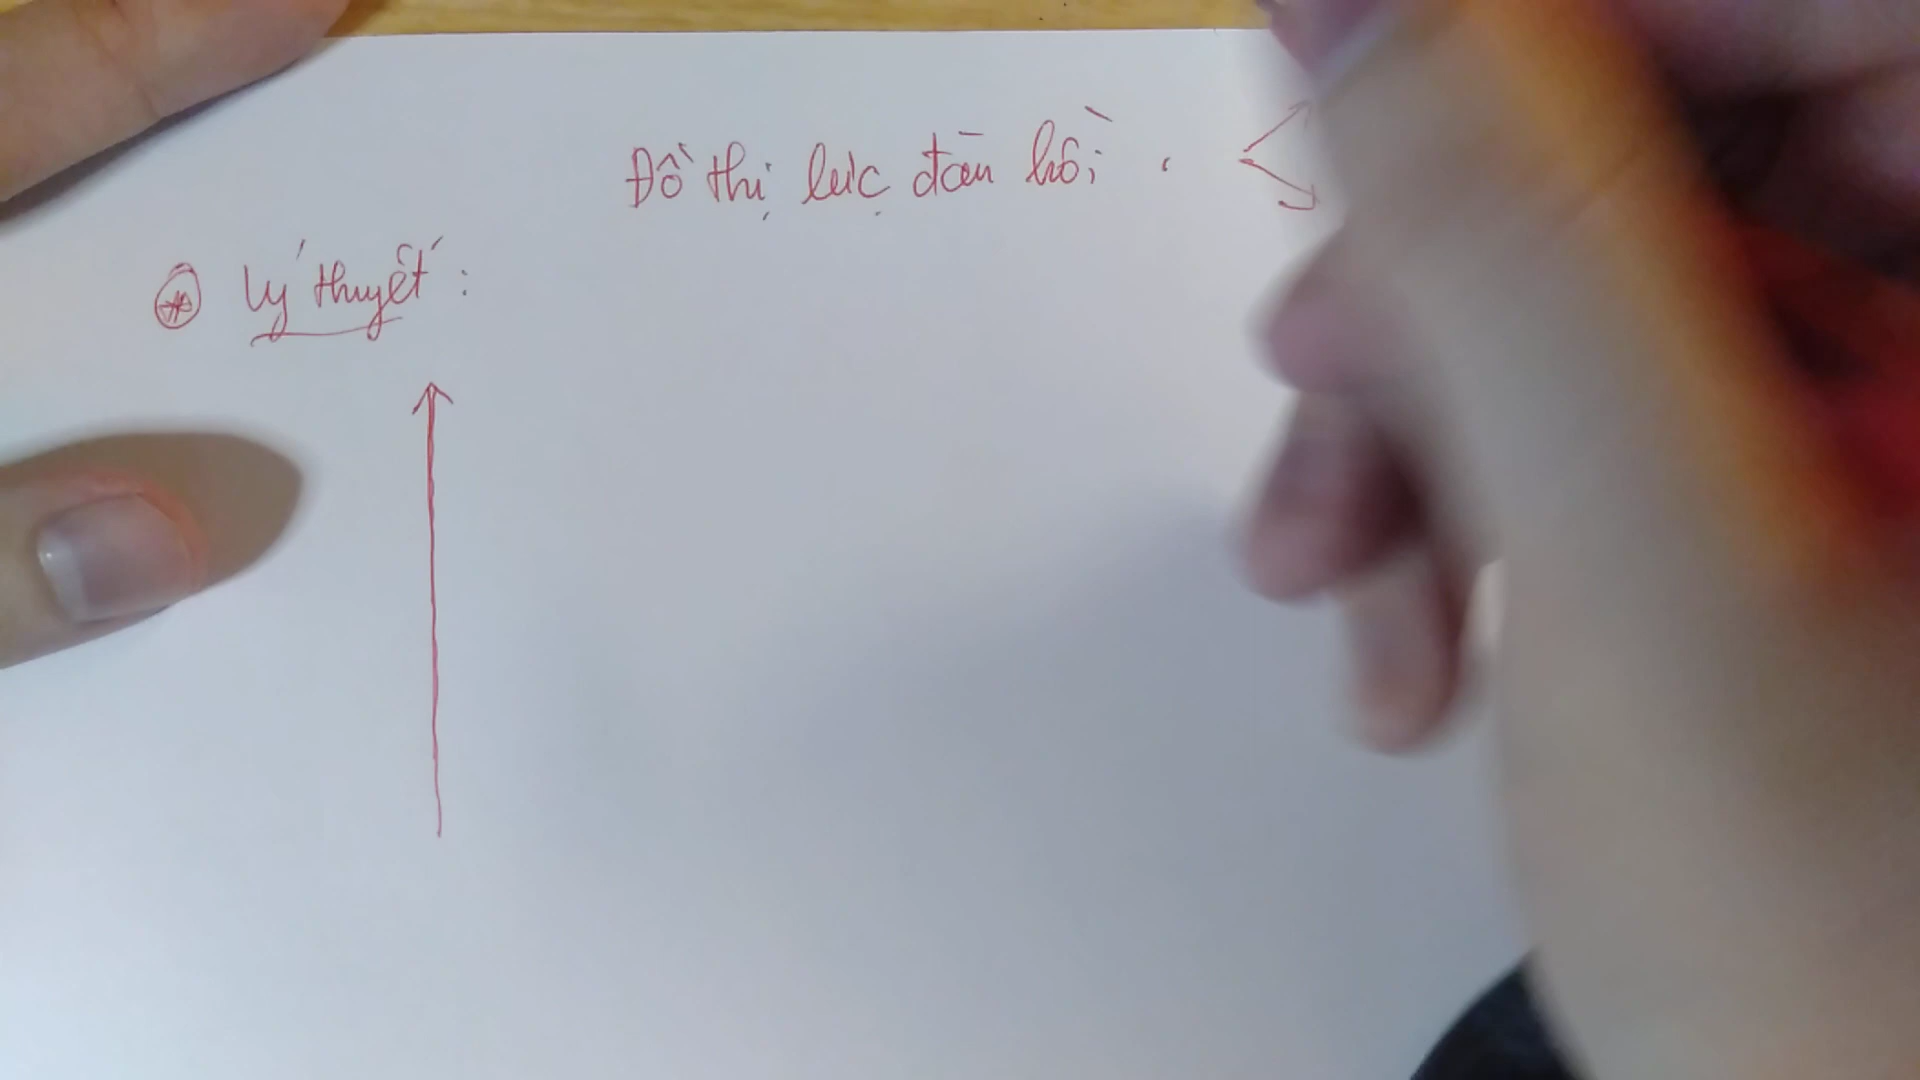 Đồ thị lực đàn hồi .
* Lý thuyết :